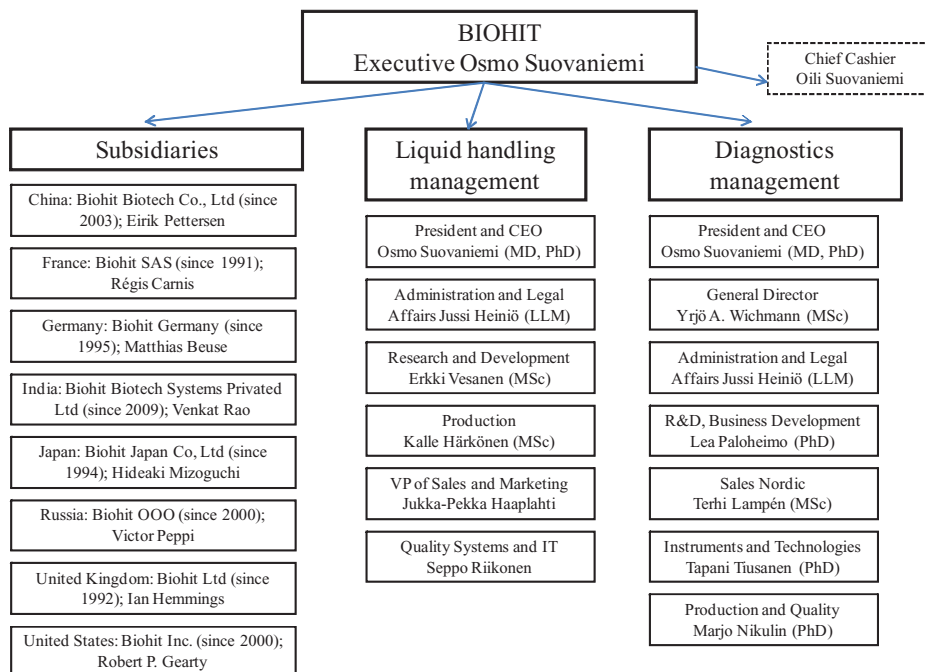 BIOHIT
Executive Osmo Suovaniemi
Chief Cashier
Oili Suovaniemi
Subsidiaries
China: Biohit Biotech Co., Ltd (since
2003); Eirik Pettersen
France: Biohit SAS (since 1991);
Régis Carnis
Germany: Biohit Germany (since
1995); Matthias Beuse
India: Biohit Biotech Systems Privated
Ltd (since 2009); Venkat Rao
Japan: Biohit Japan Co, Ltd (since
1994); Hideaki Mizoguchi
Russia: Biohit OOO (since 2000);
Victor Peppi
United Kingdom: Biohit Ltd (since
1992); Ian Hemmings
United States: Biohit Inc. (since 2000);
Robert P. Gearty
Liquid handling
management
President and CEO
Osmo Suovaniemi (MD, PhD)
Administration and Legal
Affairs Jussi Heiniö (LLM)
Research and Development
Erkki Vesanen (MSc)
Production
Kalle Härkönen (MSc)
VP of Sales and Marketing
Jukka-Pekka Haaplahti
Quality Systems and IT
Seppo Riikonen
Diagnostics
management
President and CEO
Osmo Suovaniemi (MD, PhD)
General Director
Yrjö A. Wichmann (MSc)
Administration and Legal
Affairs Jussi Heiniö (LLM)
R&D, Business Development
Lea Paloheimo (PhD)
Sales Nordic
Terhi Lampén (MSc)
Instruments and Technologies
Tapani Tiusanen (PhD)
Production and Quality
Marjo Nikulin (PhD)